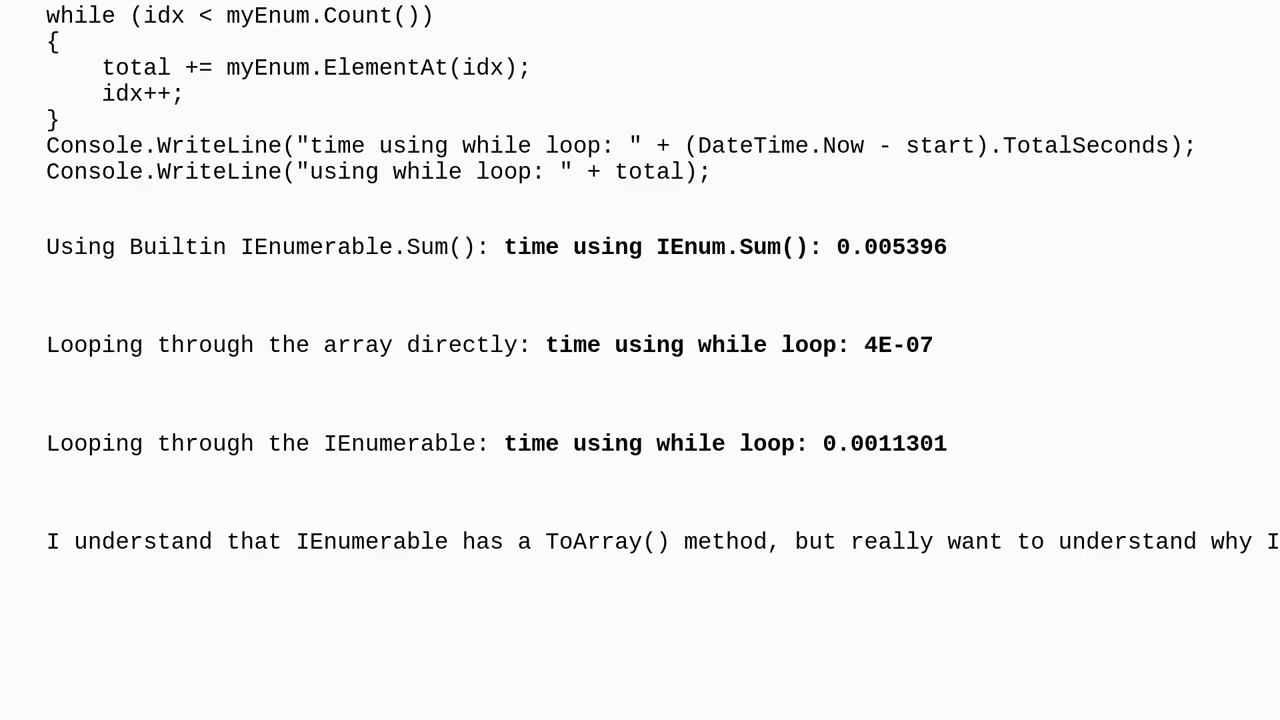 while (idx < myEnum.Count())
{
    total += myEnum.ElementAt(idx);
    idx++;
}
Console.WriteLine("time using while loop: " + (DateTime.Now - start).TotalSeconds);
Console.WriteLine("using while loop: " + total);
Using Builtin IEnumerable.Sum(): time using IEnum.Sum(): 0.005396
Looping through the array directly: time using while loop: 4E-07
Looping through the IEnumerable: time using while loop: 0.0011301
I understand that IEnumerable has a ToArray() method, but really want to understand why I